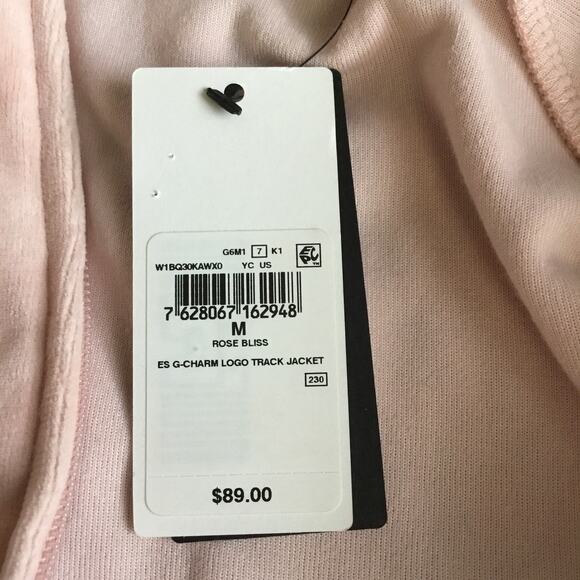 G6M1 7 K1
W1BQ30KAWX0 YC US
7 628067 162948
M
ROSE BLISS
ES G-CHARM LOGO TRACK JACKET
230
$89.00